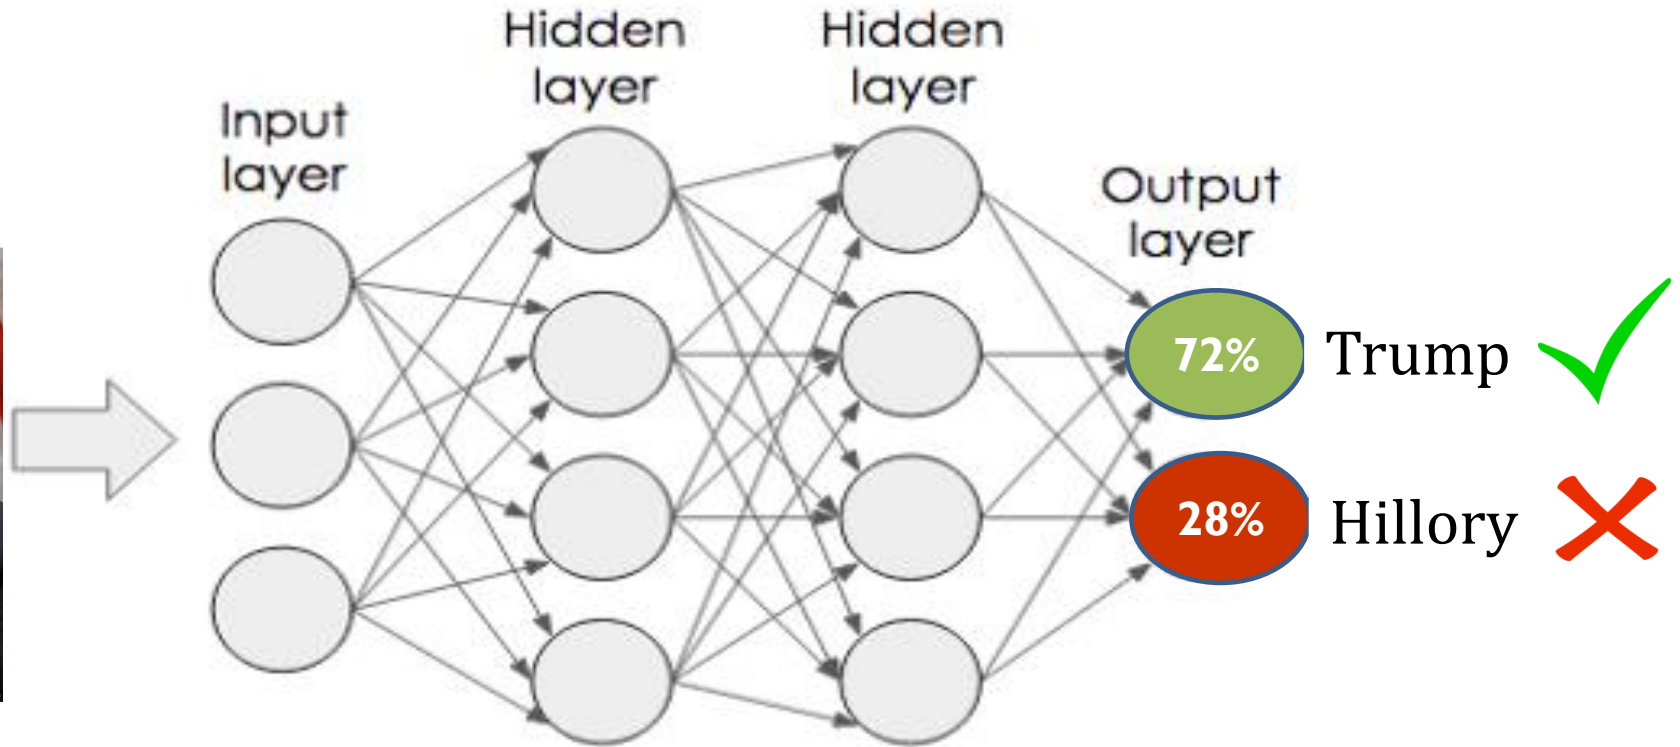 Input
layer
Hidden
layer
Hidden
layer
Output
layer
72% Trump
28% Hillory